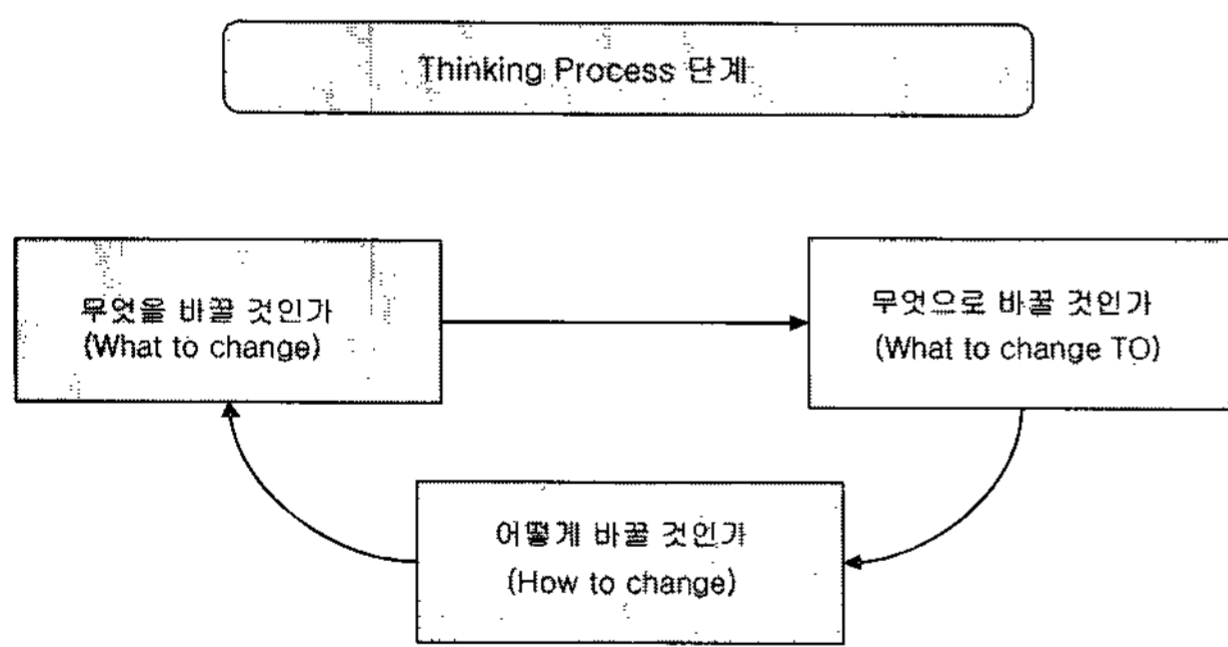 Thinking Process 단계
무엇을 바꿀 것인가
(What to change)
무엇으로 바꿀 것인가
(What to change TO)
어떻게 바꿀 것인가
(How to change)